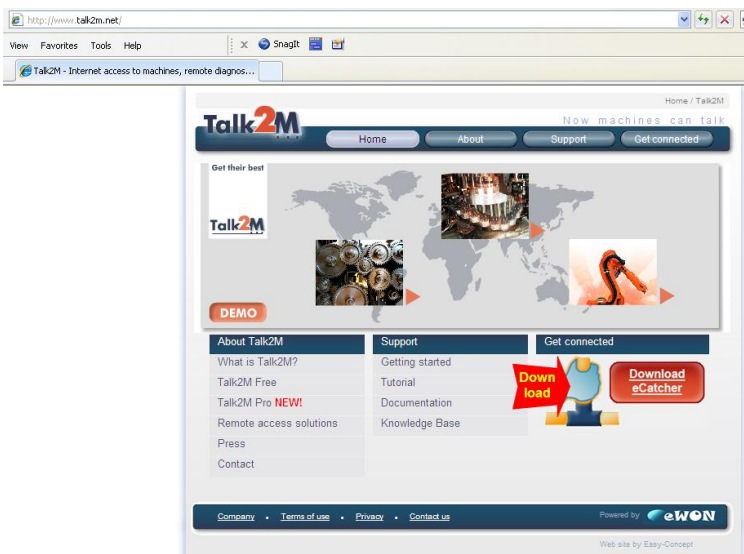 http://www.talk2m.net/
View Favorites Tools Help
x SnagIt
Talk2M - Internet access to machines, remote diagnos...
Home / Talk2M
Talk2M
Now machines can talk
Home About Support Get connected
Get their best
Talk2M
DEMO
About Talk2M
What is Talk2M?
Talk2M Free
Talk2M Pro NEW!
Remote access solutions
Press
Contact
Support
Getting started
Tutorial
Documentation
Knowledge Base
Get connected
Down
load
Download
eCatcher
Company . Terms of use . Privacy . Contact us
Powered by eWON
Web site by Easy-Concept